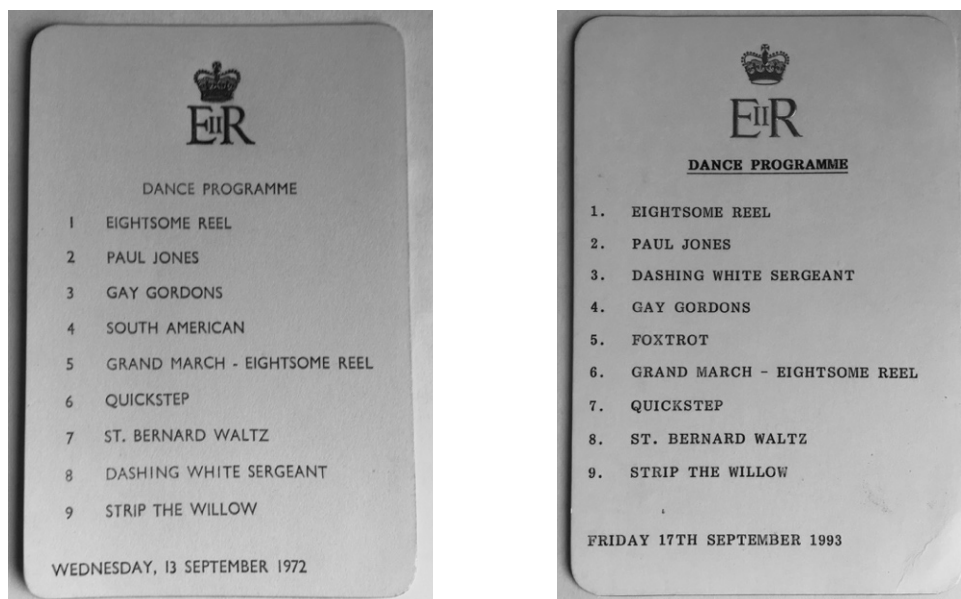 EIIR
DANCE PROGRAMME
1 EIGHTSOME REEL
2 PAUL JONES
3 GAY GORDONS
4 SOUTH AMERICAN
5 GRAND MARCH - EIGHTSOME REEL
6 QUICKSTEP
7 ST. BERNARD WALTZ
8 DASHING WHITE SERGEANT
9 STRIP THE WILLOW
WEDNESDAY, 13 SEPTEMBER 1972
EIIR
DANCE PROGRAMME
1. EIGHTSOME REEL
2. PAUL JONES
3. DASHING WHITE SERGEANT
4. GAY GORDONS
5. FOXTROT
6. GRAND MARCH - EIGHTSOME REEL
7. QUICKSTEP
8. ST. BERNARD WALTZ
9. STRIP THE WILLOW
FRIDAY 17TH SEPTEMBER 1993